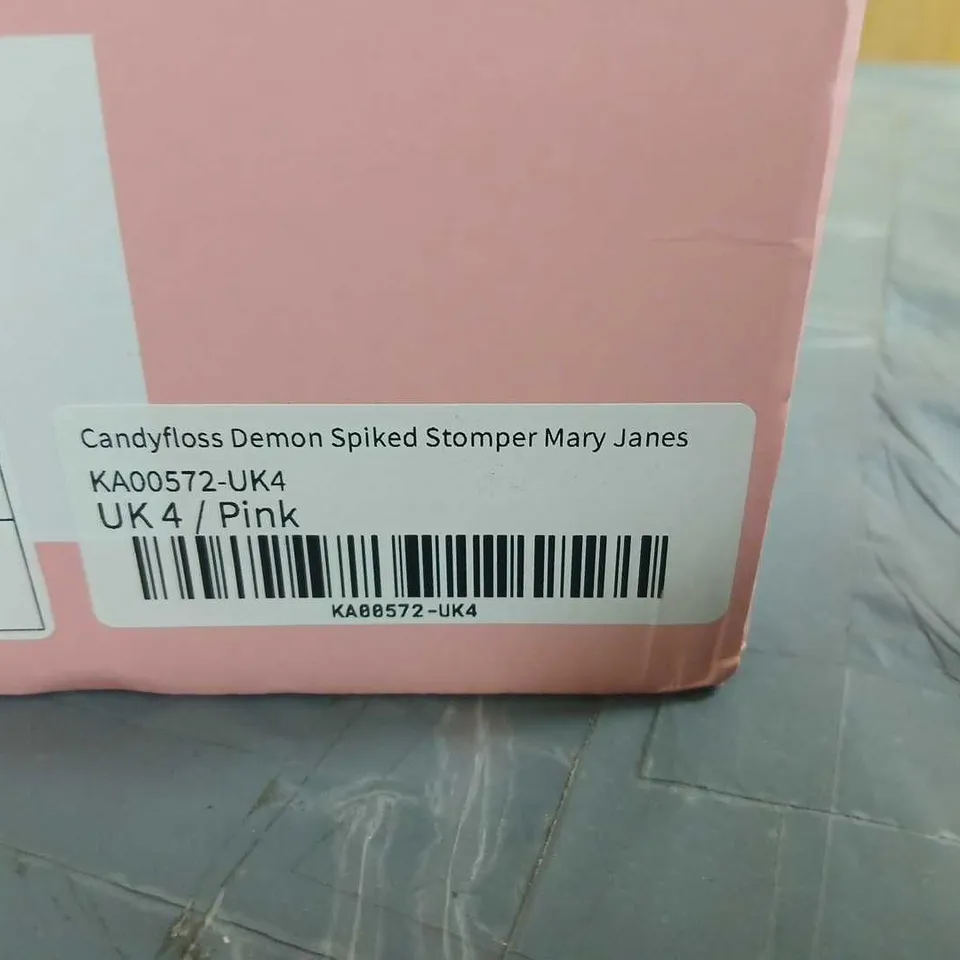 Candyfloss Demon Spiked Stomper Mary Janes
KA00572-UK4
UK 4 / Pink
KA00572-UK4